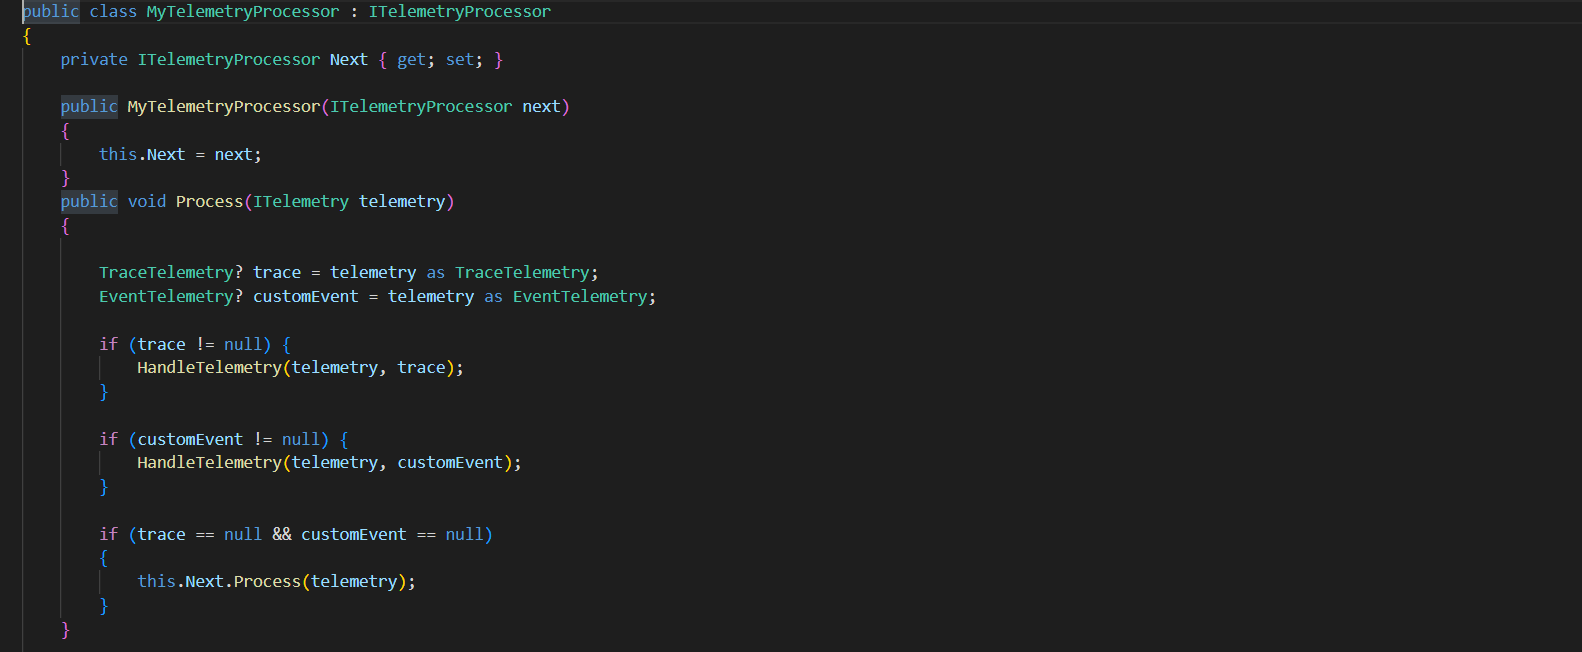 public class MyTelemetryProcessor : ITelemetryProcessor
{
    private ITelemetryProcessor Next { get; set; }

    public MyTelemetryProcessor(ITelemetryProcessor next)
    {
        this.Next = next;
    }
    public void Process(ITelemetry telemetry)
    {

        TraceTelemetry? trace = telemetry as TraceTelemetry;
        EventTelemetry? customEvent = telemetry as EventTelemetry;

        if (trace != null) {
            HandleTelemetry(telemetry, trace);
        }

        if (customEvent != null) {
            HandleTelemetry(telemetry, customEvent);
        }

        if (trace == null && customEvent == null)
        {
            this.Next.Process(telemetry);
        }
    }